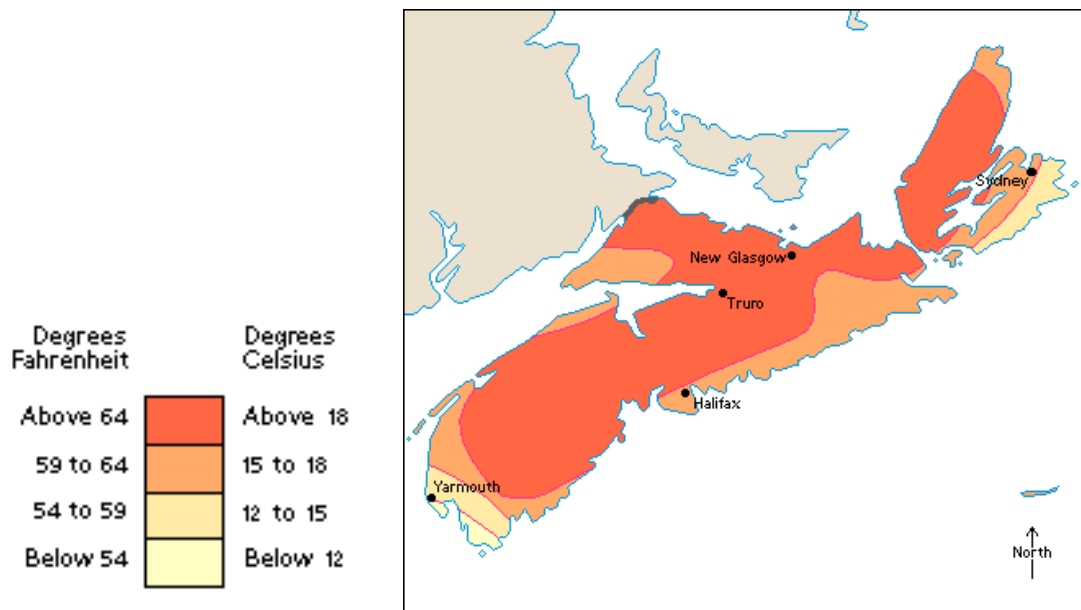 Degrees
Fahrenheit
Degrees
Celsius
Above 64
Above 18
59 to 64
15 to 18
54 to 59
12 to 15
Below 54
Below 12
Sydney
New Glasgow
Truro
Halifax
Yarmouth
North